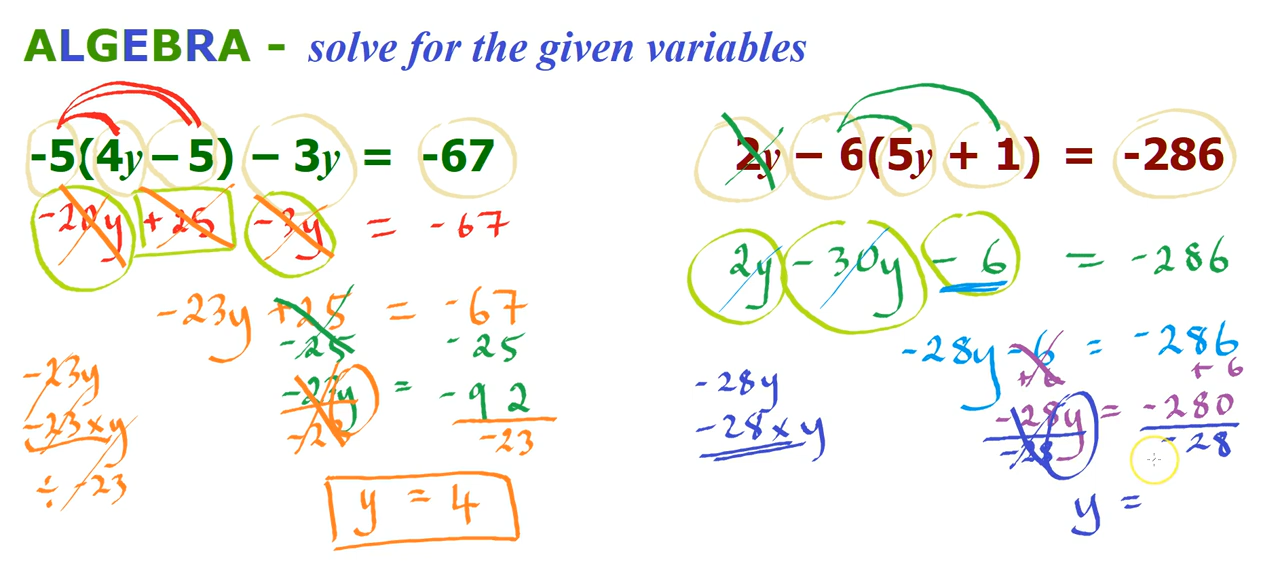 ALGEBRA - solve for the given variables
-5(4y – 5) – 3y = -67
-20y +25 -3y = -67
-23y +25 = -67
-25 -25
-23y = -92
-23 -23
y = 4
-23y
-23 x y
÷ -23
2y – 6(5y + 1) = -286
2y - 30y - 6 = -286
-28y -6 = -286
+6 +6
-28y = -280
-28 -28
y =
-28y
-28 x y